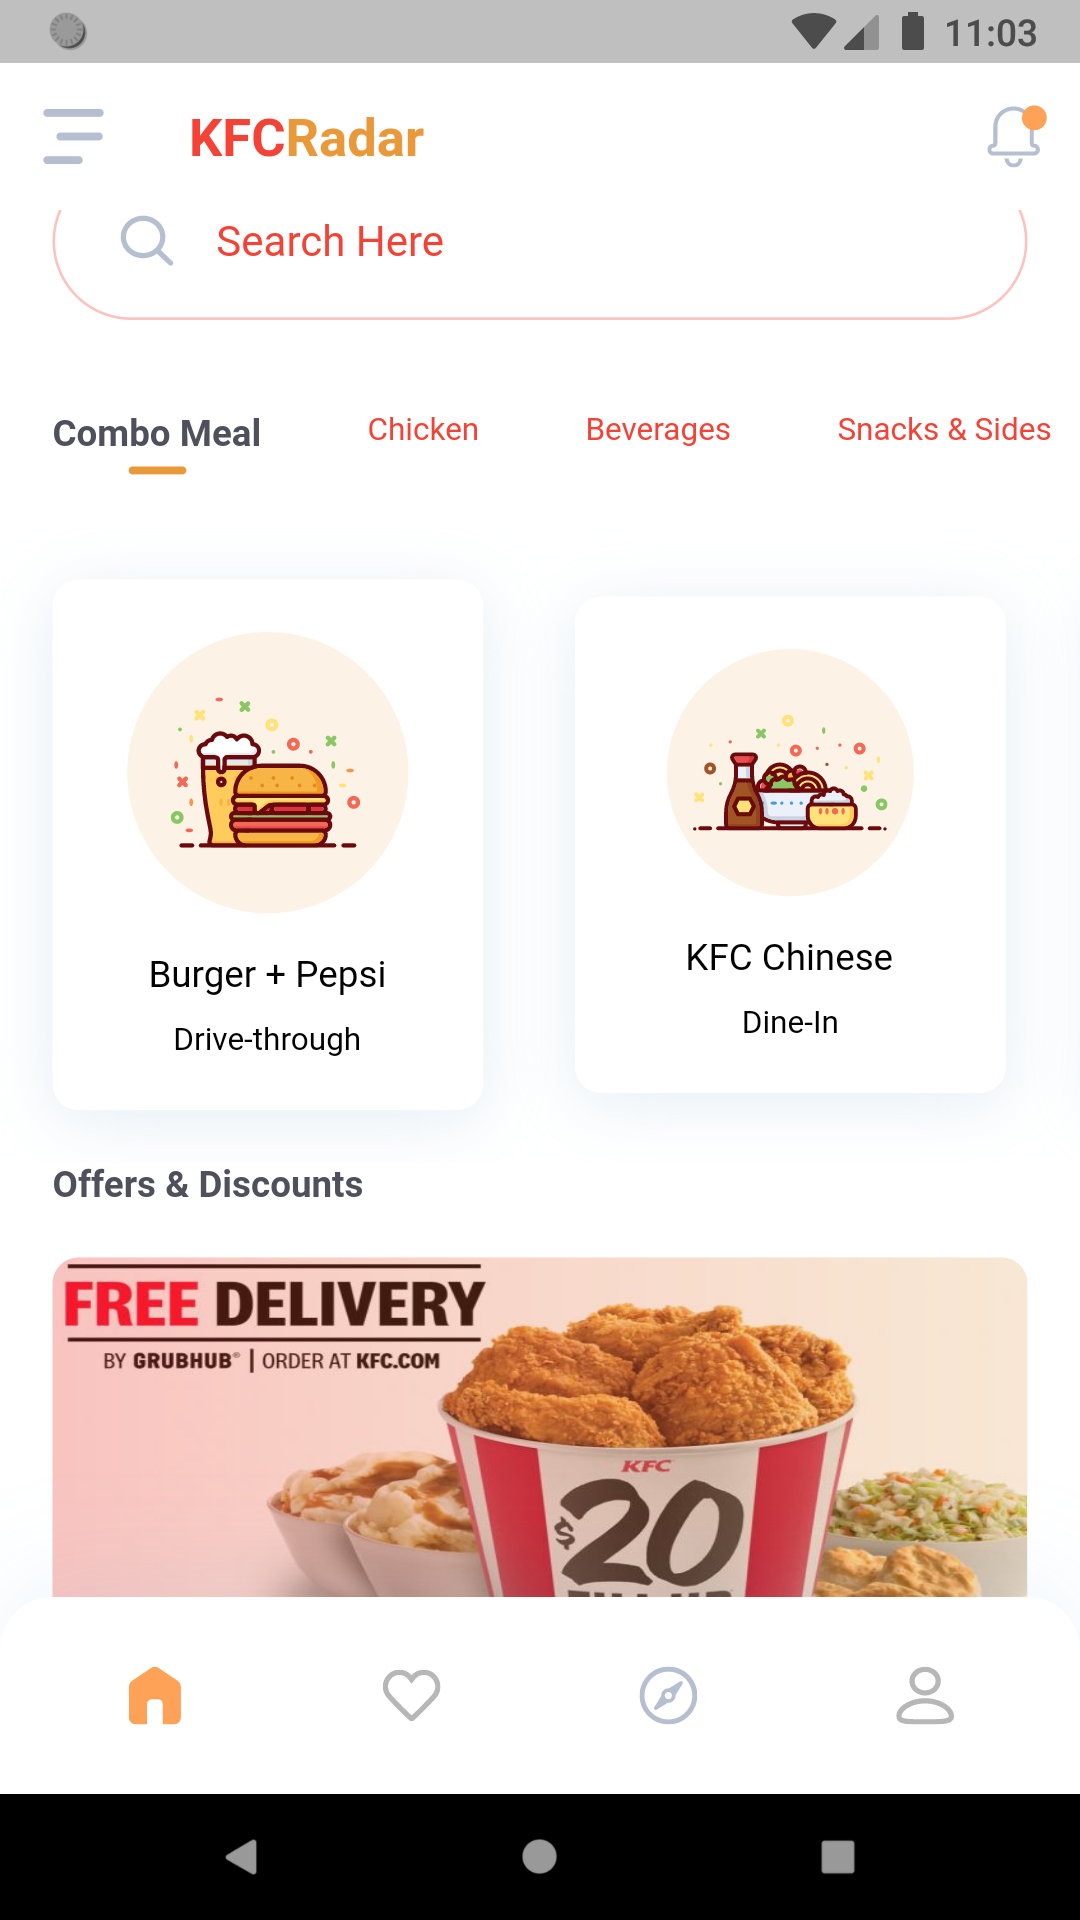 11:03
KFCRadar
Search Here
Combo Meal
Chicken
Beverages
Snacks & Sides
Burger + Pepsi
Drive-through
KFC Chinese
Dine-In
Offers & Discounts
FREE DELIVERY
BY GRUBHUB® | ORDER AT KFC.COM
KFC
$20